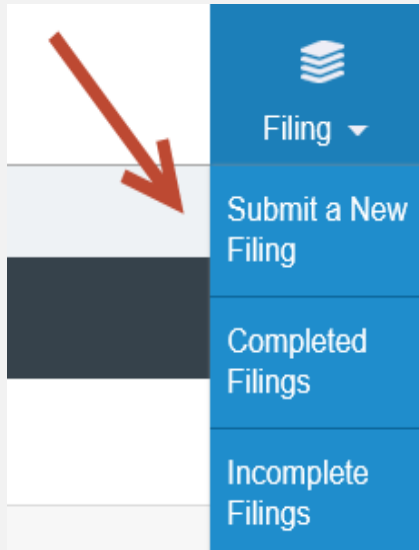 Filing
Submit a New
Filing
Completed
Filings
Incomplete
Filings